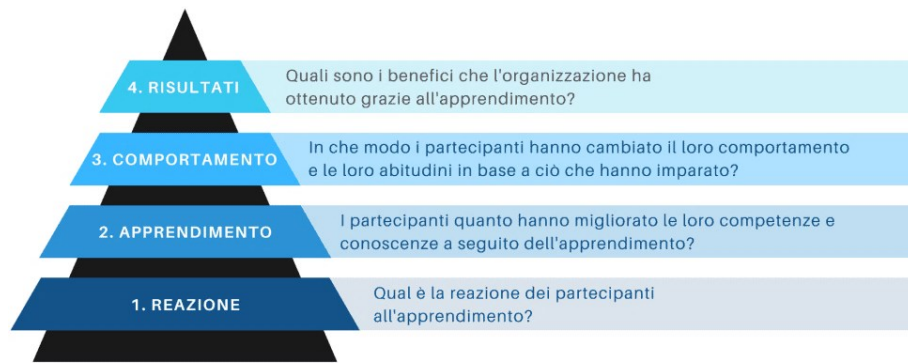 4. RISULTATI
Quali sono i benefici che l'organizzazione ha
ottenuto grazie all'apprendimento?
3. COMPORTAMENTO
In che modo i partecipanti hanno cambiato il loro comportamento
e le loro abitudini in base a ciò che hanno imparato?
2. APPRENDIMENTO
I partecipanti quanto hanno migliorato le loro competenze e
conoscenze a seguito dell'apprendimento?
1. REAZIONE
Qual è la reazione dei partecipanti
all'apprendimento?